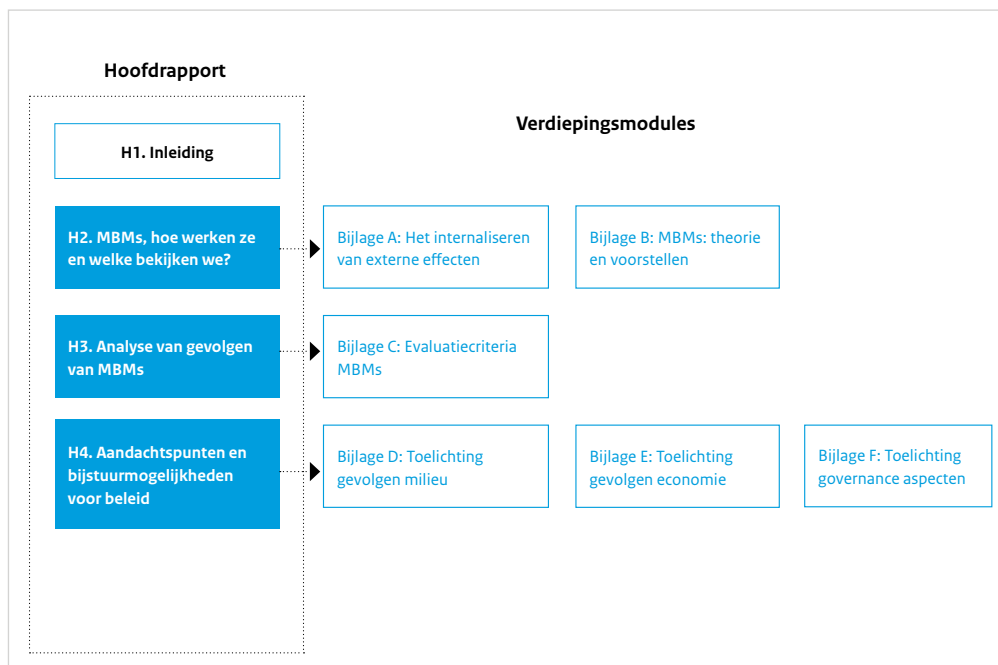 Hoofdrapport
Verdiepingsmodules
H1. Inleiding
H2. MBMs, hoe werken ze
en welke bekijken we?
Bijlage A: Het internaliseren
van externe effecten
Bijlage B: MBMs: theorie
en voorstellen
H3. Analyse van gevolgen
van MBMs
Bijlage C: Evaluatiecriteria
MBMs
H4. Aandachtspunten en
bijstuurmogelijkheden
voor beleid
Bijlage D: Toelichting
gevolgen milieu
Bijlage E: Toelichting
gevolgen economie
Bijlage F: Toelichting
governance aspecten